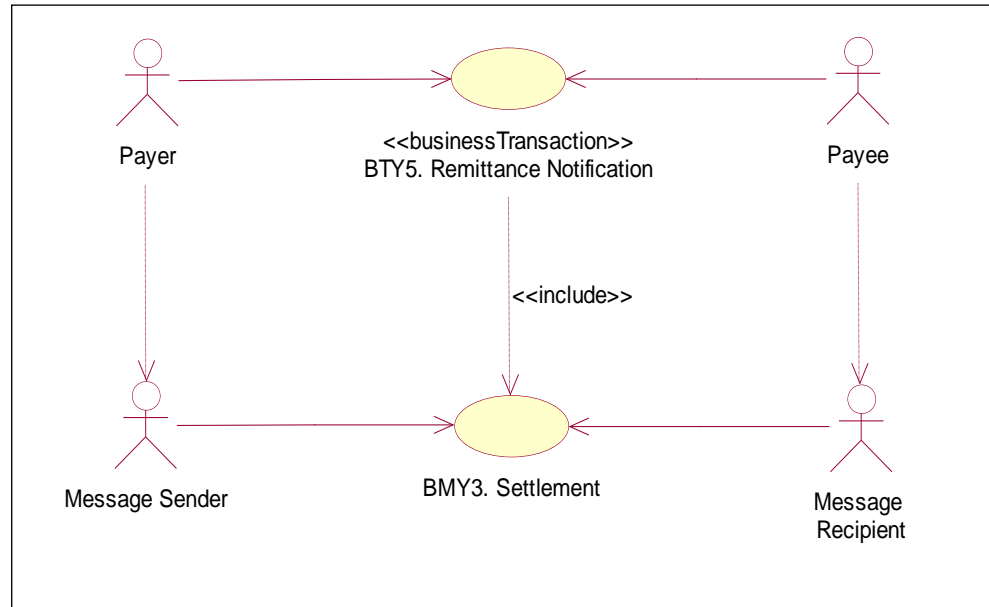 <<businessTransaction>>
Payer
BTY5. Remittance Notification
Payee
<<include>>
Message Sender
BMY3. Settlement
Message
Recipient